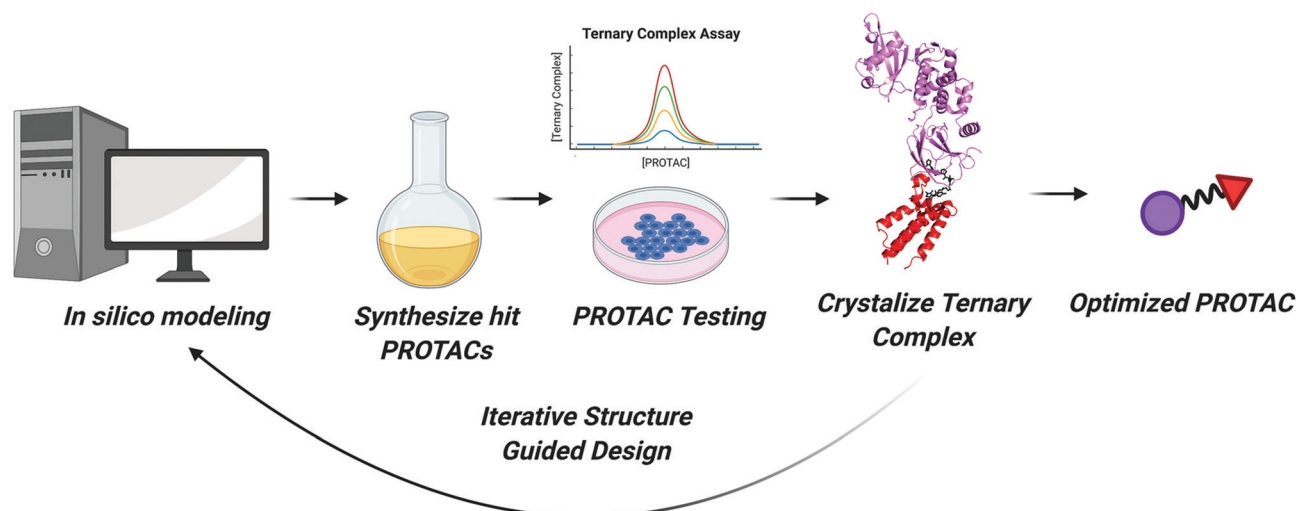 Ternary Complex Assay
[Ternary Complex]
[PROTAC]
In silico modeling
Synthesize hit
PROTACs
PROTAC Testing
Crystalize Ternary
Complex
Optimized PROTAC
Iterative Structure
Guided Design